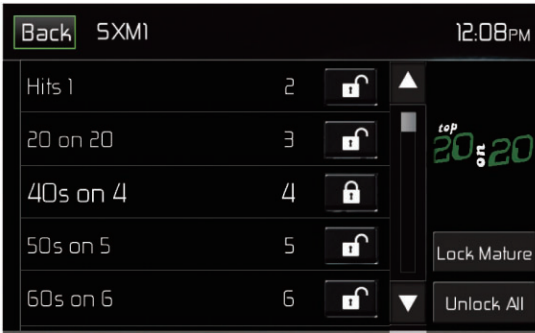 Back SXM1 12:08PM
Hits 1 2
20 on 20 3
40s on 4 4
50s on 5 5
60s on 6 6
top
20 on 20
Lock Mature
Unlock All